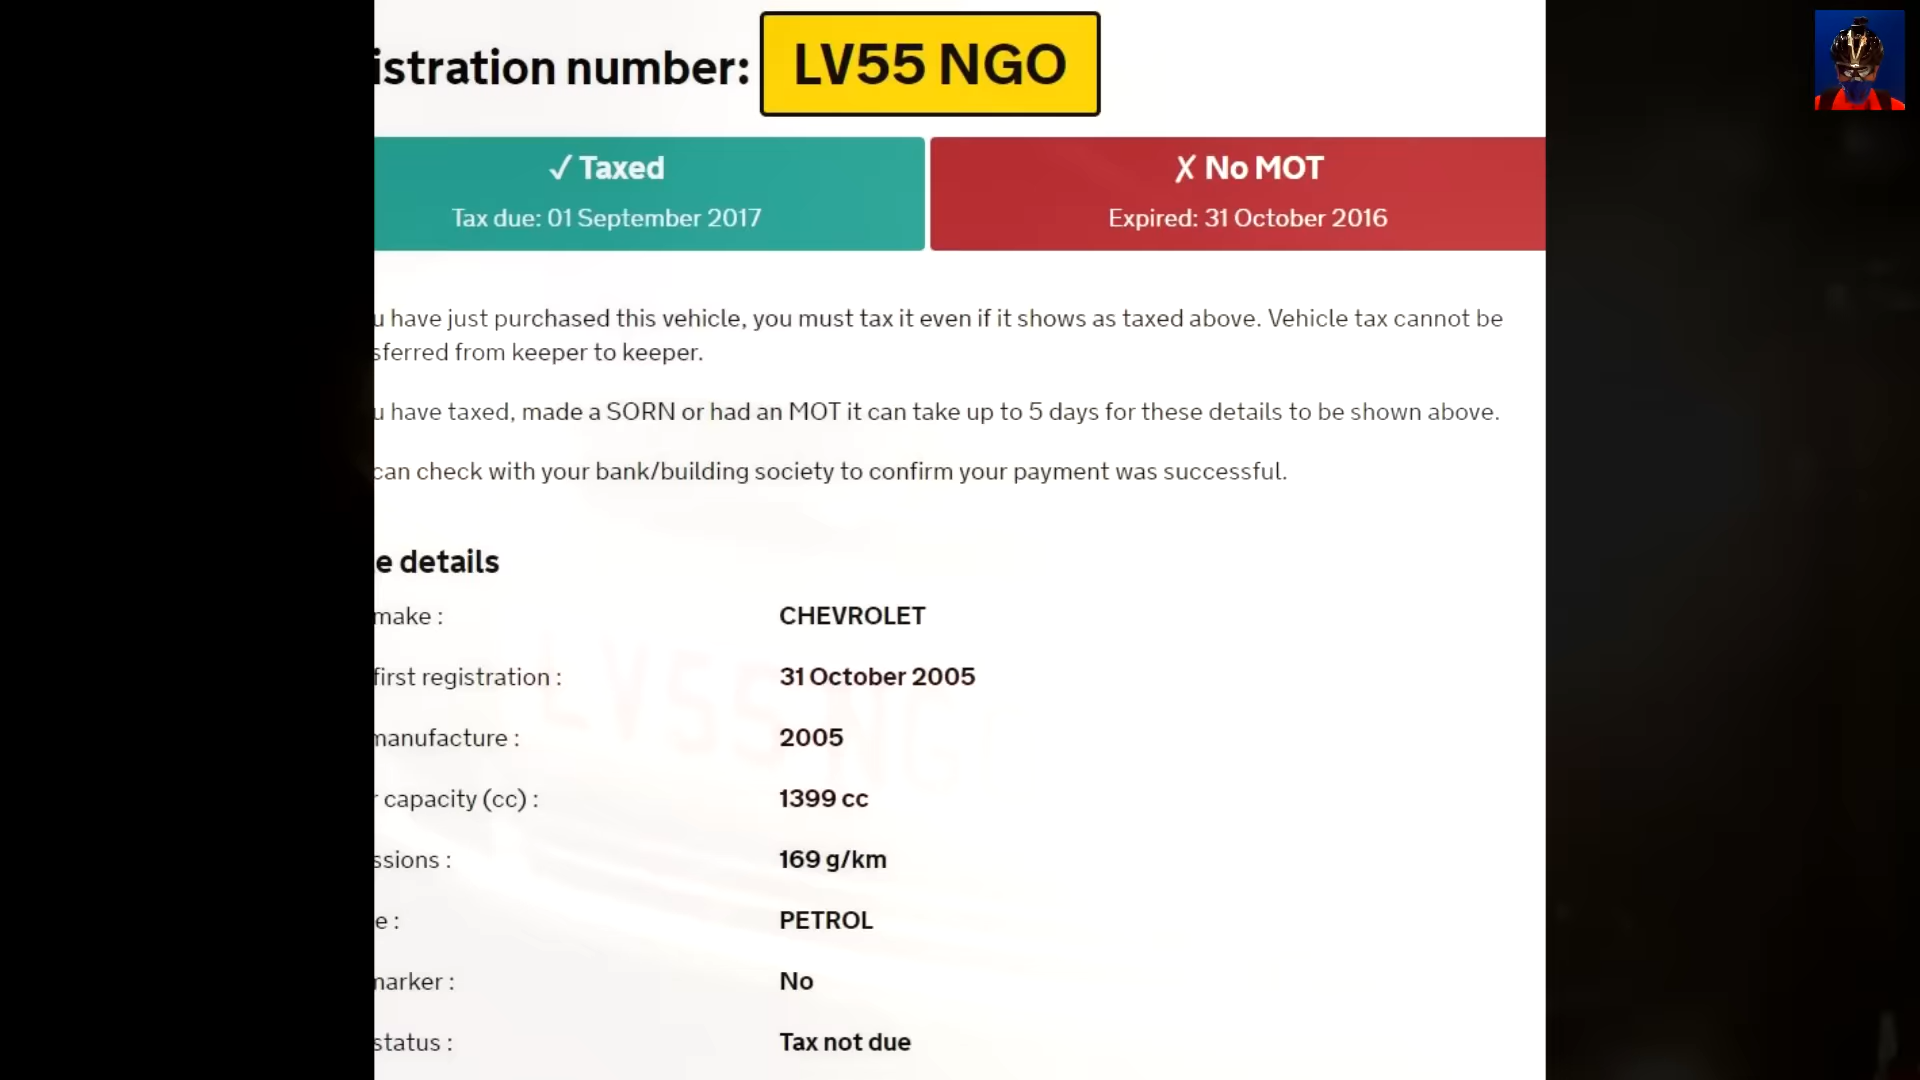 istration number: LV55 NGO
✓ Taxed
Tax due: 01 September 2017
✗ No MOT
Expired: 31 October 2016
u have just purchased this vehicle, you must tax it even if it shows as taxed above. Vehicle tax cannot be
sferred from keeper to keeper.
u have taxed, made a SORN or had an MOT it can take up to 5 days for these details to be shown above.
can check with your bank/building society to confirm your payment was successful.
e details
make : CHEVROLET
first registration : 31 October 2005
manufacture : 2005
r capacity (cc) : 1399 cc
ssions : 169 g/km
e : PETROL
marker : No
status : Tax not due
LV55 NG